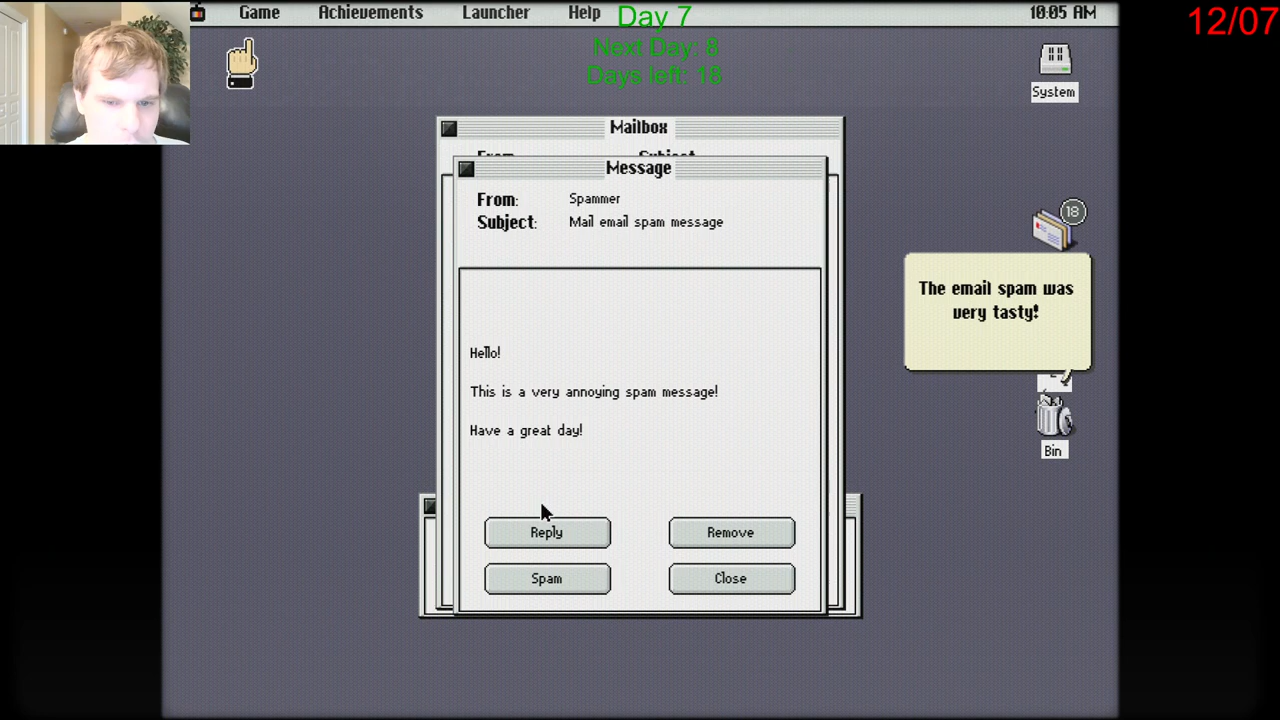 Game Achievements Launcher Help 10:05 AM
Day 7
12/07
Next Day: 8
Days left: 18
System
Mailbox
From Subject
Message
From: Spammer
Subject: Mail email spam message
18
The email spam was
very tasty!
Hello!
This is a very annoying spam message!
Have a great day!
Bin
Reply Remove
Spam Close